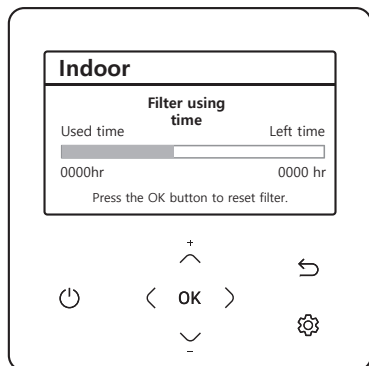 Indoor
Filter using
time
Used time Left time
0000hr 0000 hr
Press the OK button to reset filter.
+
OK
−